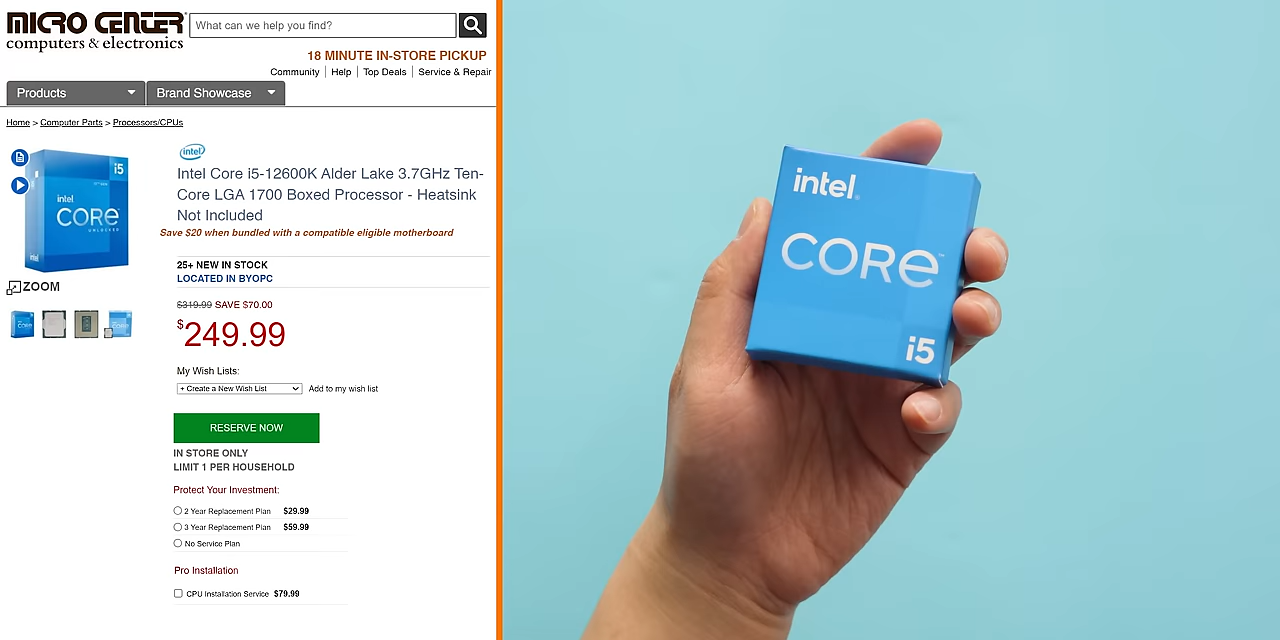 MICRO CENTER
computers & electronics
What can we help you find?
18 MINUTE IN-STORE PICKUP
Community | Help | Top Deals | Service & Repair
Products
Brand Showcase
Home > Computer Parts > Processors/CPUs
intel
Intel Core i5-12600K Alder Lake 3.7GHz Ten-
Core LGA 1700 Boxed Processor - Heatsink
Not Included
Save $20 when bundled with a compatible eligible motherboard
i5
intel
CORE
UNLOCKED
intel
ZOOM
25+ NEW IN STOCK
LOCATED IN BYOPC
$319.99 SAVE $70.00
$249.99
My Wish Lists:
+ Create a New Wish List
Add to my wish list
RESERVE NOW
IN STORE ONLY
LIMIT 1 PER HOUSEHOLD
Protect Your Investment:
2 Year Replacement Plan $29.99
3 Year Replacement Plan $59.99
No Service Plan
Pro Installation
CPU Installation Service $79.99
intel
CORE
i5